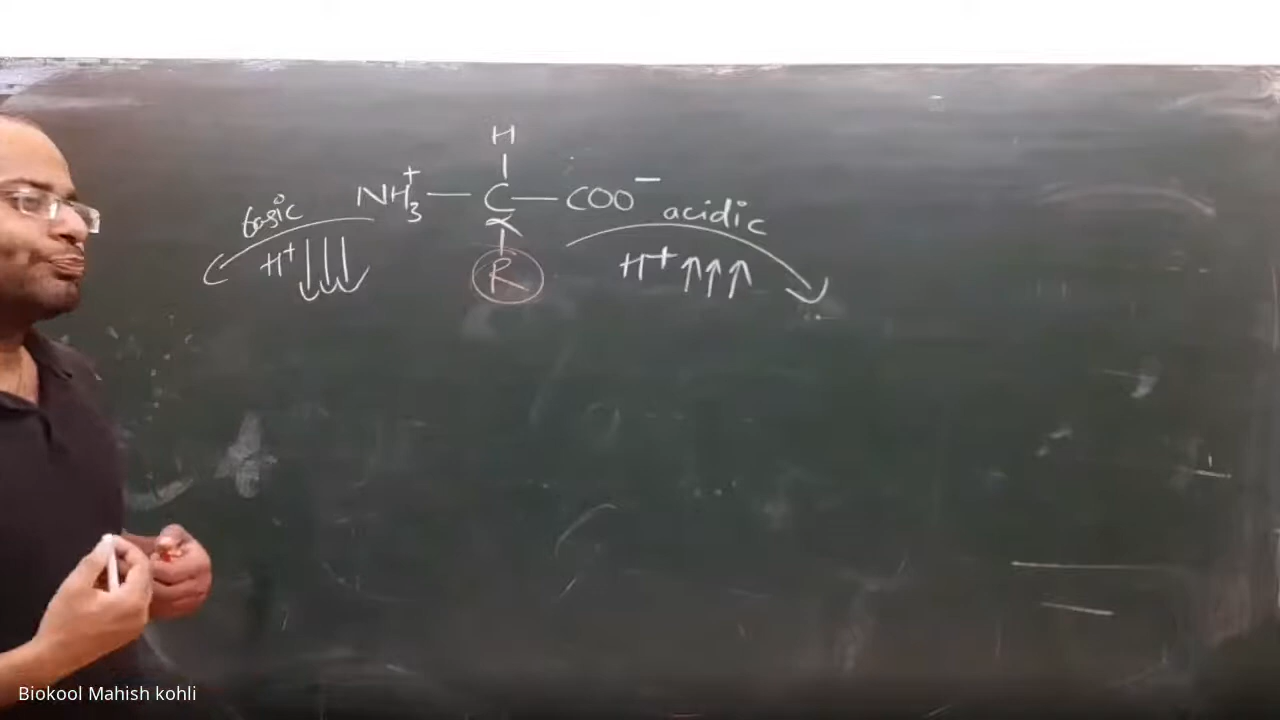 H
NH₃⁺ — C — COO⁻
α
basic
acidic
H⁺ ↓↓↓
R
H⁺ ↑↑↑
Biokool Mahish kohli